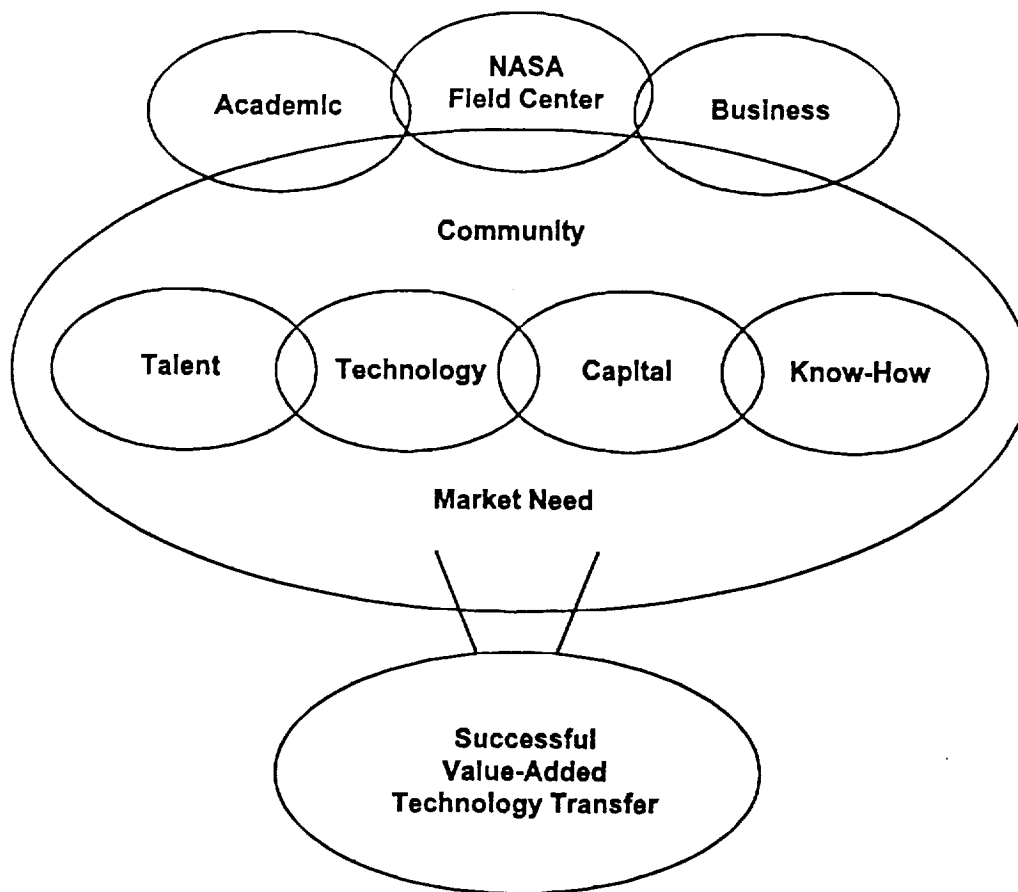 Academic
NASA
Field Center
Business
Community
Talent
Technology
Capital
Know-How
Market Need
Successful
Value-Added
Technology Transfer